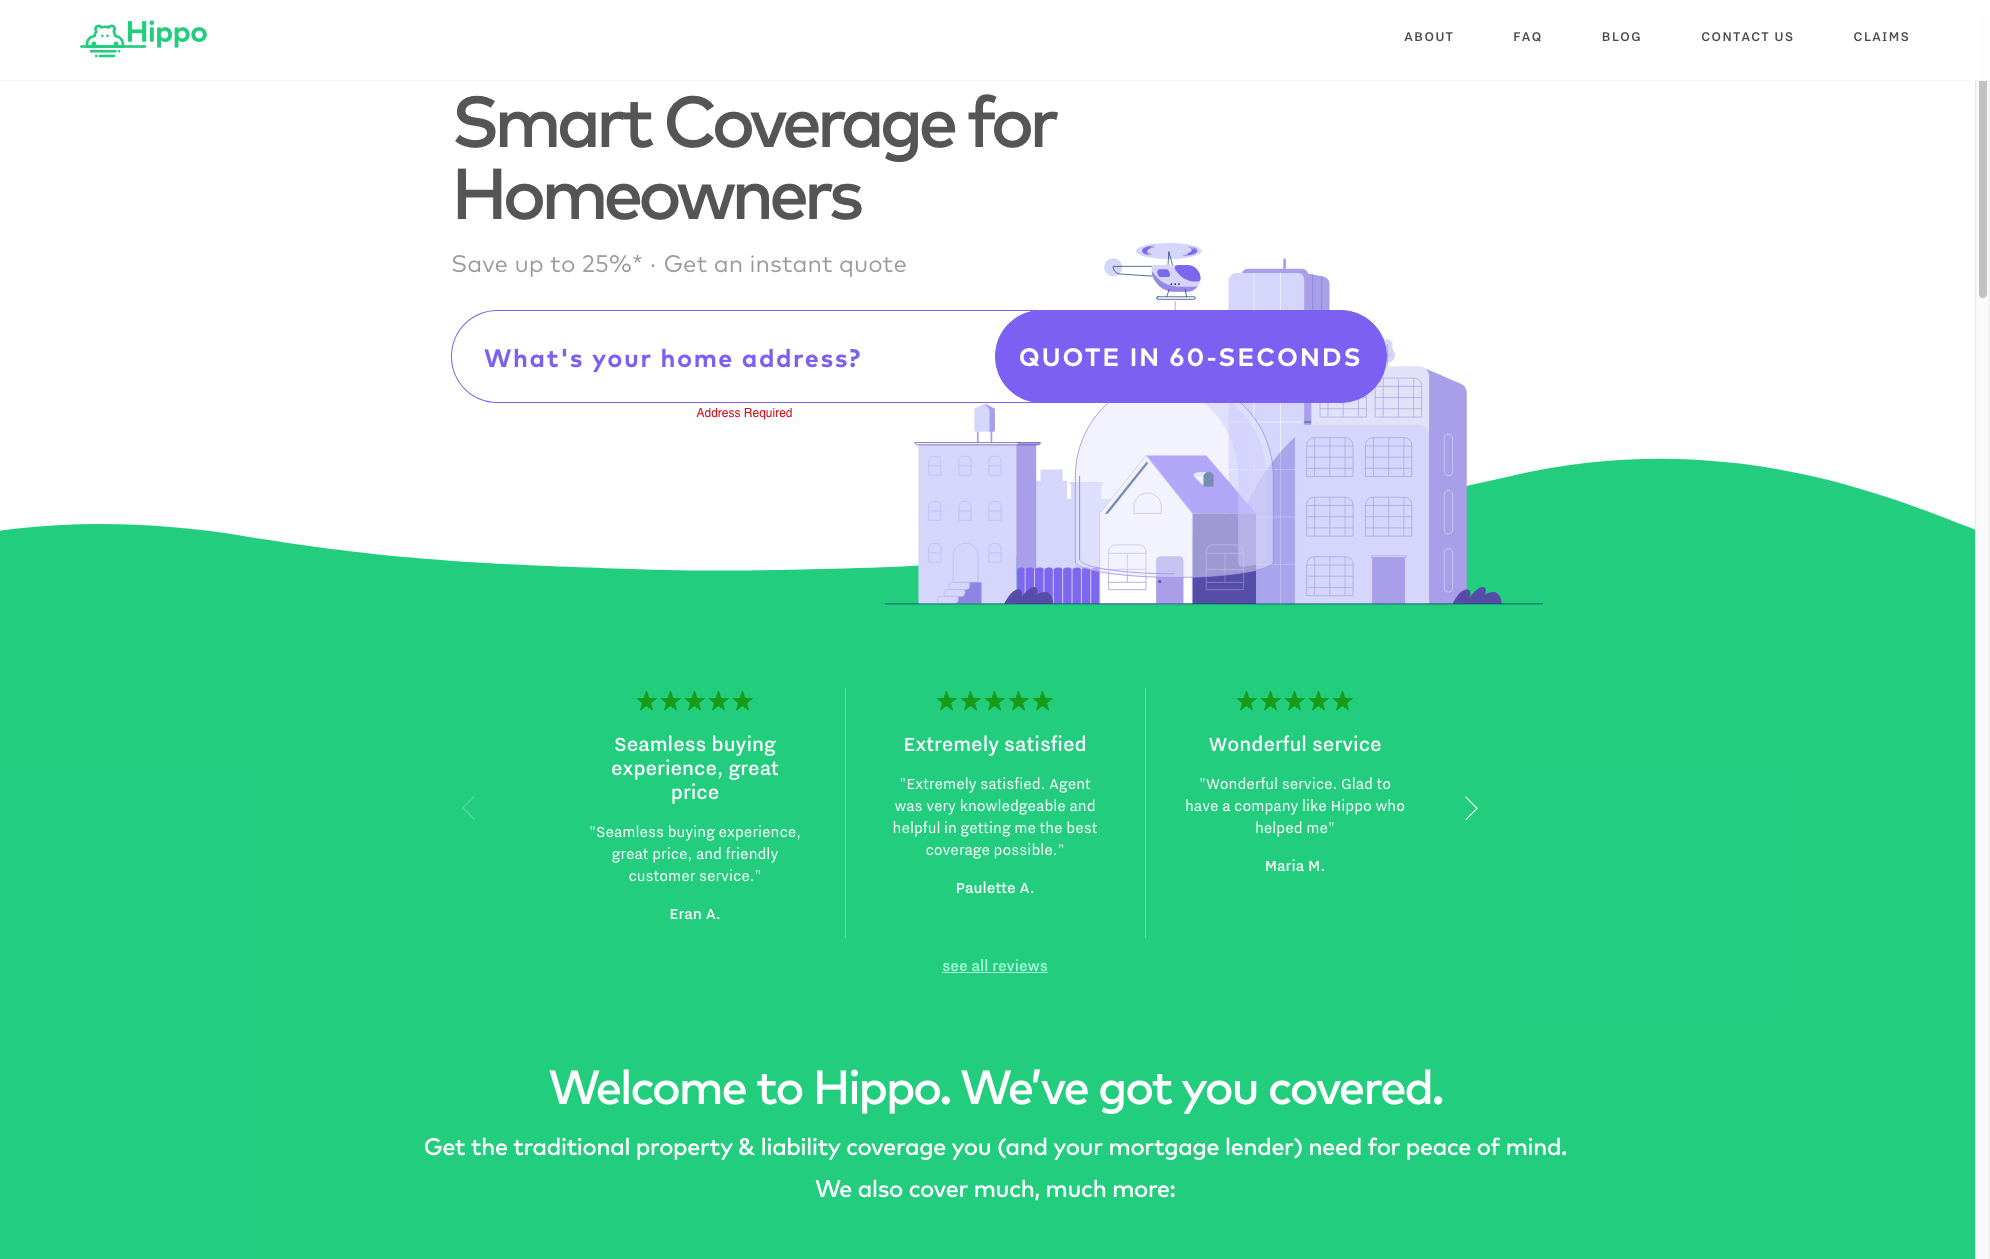 Hippo
ABOUT
FAQ
BLOG
CONTACT US
CLAIMS
Smart Coverage for
Homeowners
Save up to 25%* · Get an instant quote
What's your home address?
QUOTE IN 60-SECONDS
Address Required
Seamless buying
experience, great
price
"Seamless buying experience,
great price, and friendly
customer service."
Eran A.
Extremely satisfied
"Extremely satisfied. Agent
was very knowledgeable and
helpful in getting me the best
coverage possible."
Paulette A.
Wonderful service
"Wonderful service. Glad to
have a company like Hippo who
helped me"
Maria M.
see all reviews
Welcome to Hippo. We've got you covered.
Get the traditional property & liability coverage you (and your mortgage lender) need for peace of mind.
We also cover much, much more: